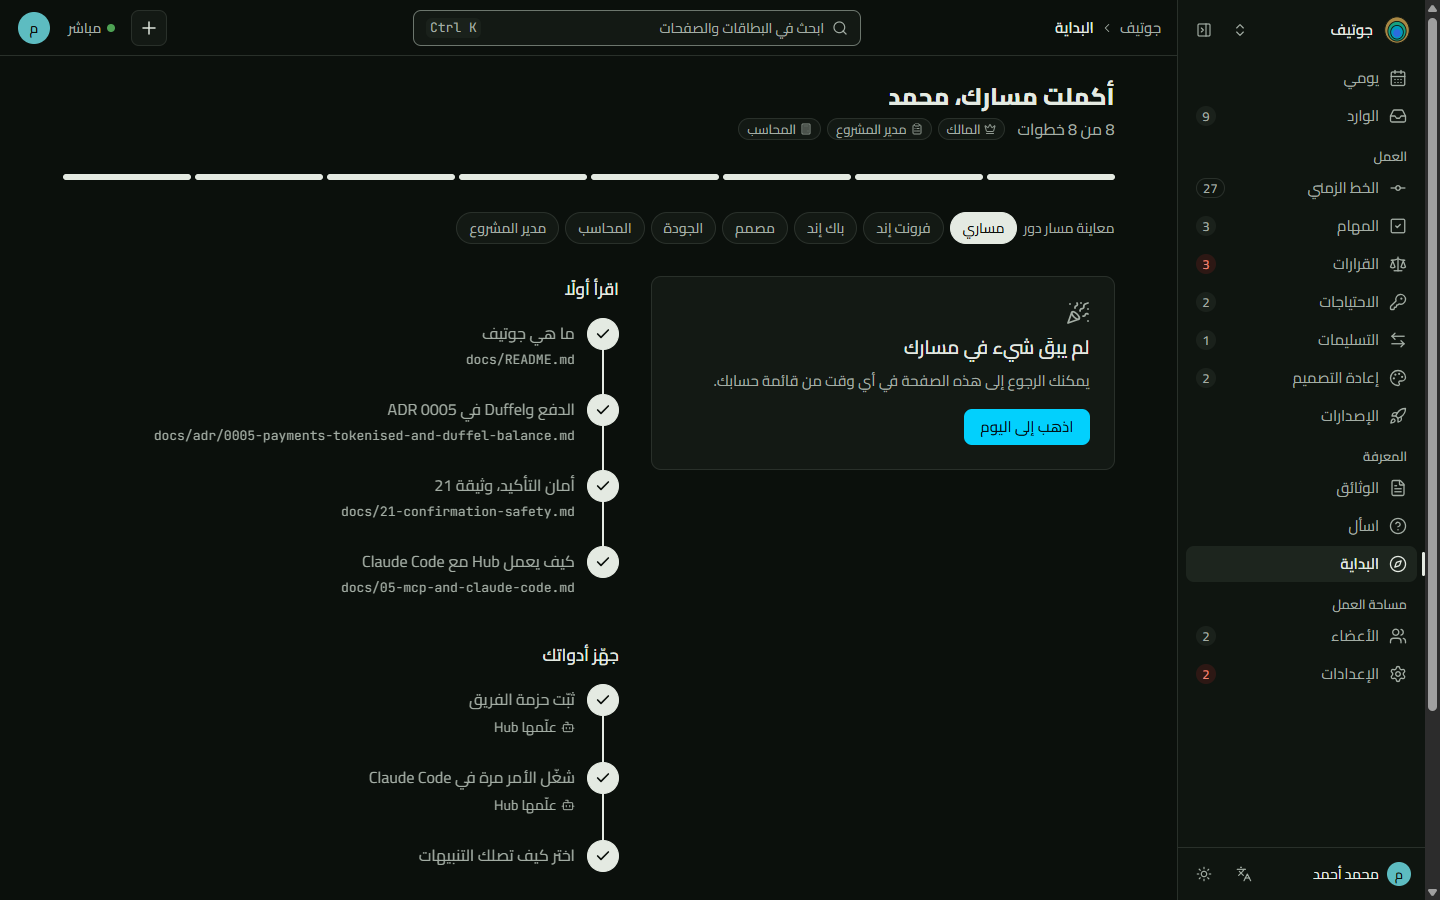 جوتيف
يومي
الوارد 9
العمل
الخط الزمني 27
المهام 3
القرارات 3
الاحتياجات 2
التسليمات 1
إعادة التصميم 2
الإصدارات
المعرفة
الوثائق
اسأل
البداية
مساحة العمل
الأعضاء 2
الإعدادات 2
م محمد أحمد
جوتيف البداية
ابحث في البطاقات والصفحات Ctrl K
مباشر م
أكملت مسارك، محمد
8 من 8 خطوات المالك مدير المشروع المحاسب
معاينة مسار دور مساري فرونت إند باك إند مصمم الجودة المحاسب مدير المشروع
لم يبقَ شيء في مسارك
يمكنك الرجوع إلى هذه الصفحة في أي وقت من قائمة حسابك.
اذهب إلى اليوم
اقرأ أولًا
ما هي جوتيف
docs/README.md
الدفع وDuffel في ADR 0005
docs/adr/0005-payments-tokenised-and-duffel-balance.md
أمان التأكيد، وثيقة 21
docs/21-confirmation-safety.md
كيف يعمل Hub مع Claude Code
docs/05-mcp-and-claude-code.md
جهّز أدواتك
ثبّت حزمة الفريق
علّمها Hub
شغّل الأمر مرة في Claude Code
علّمها Hub
اختر كيف تصلك التنبيهات